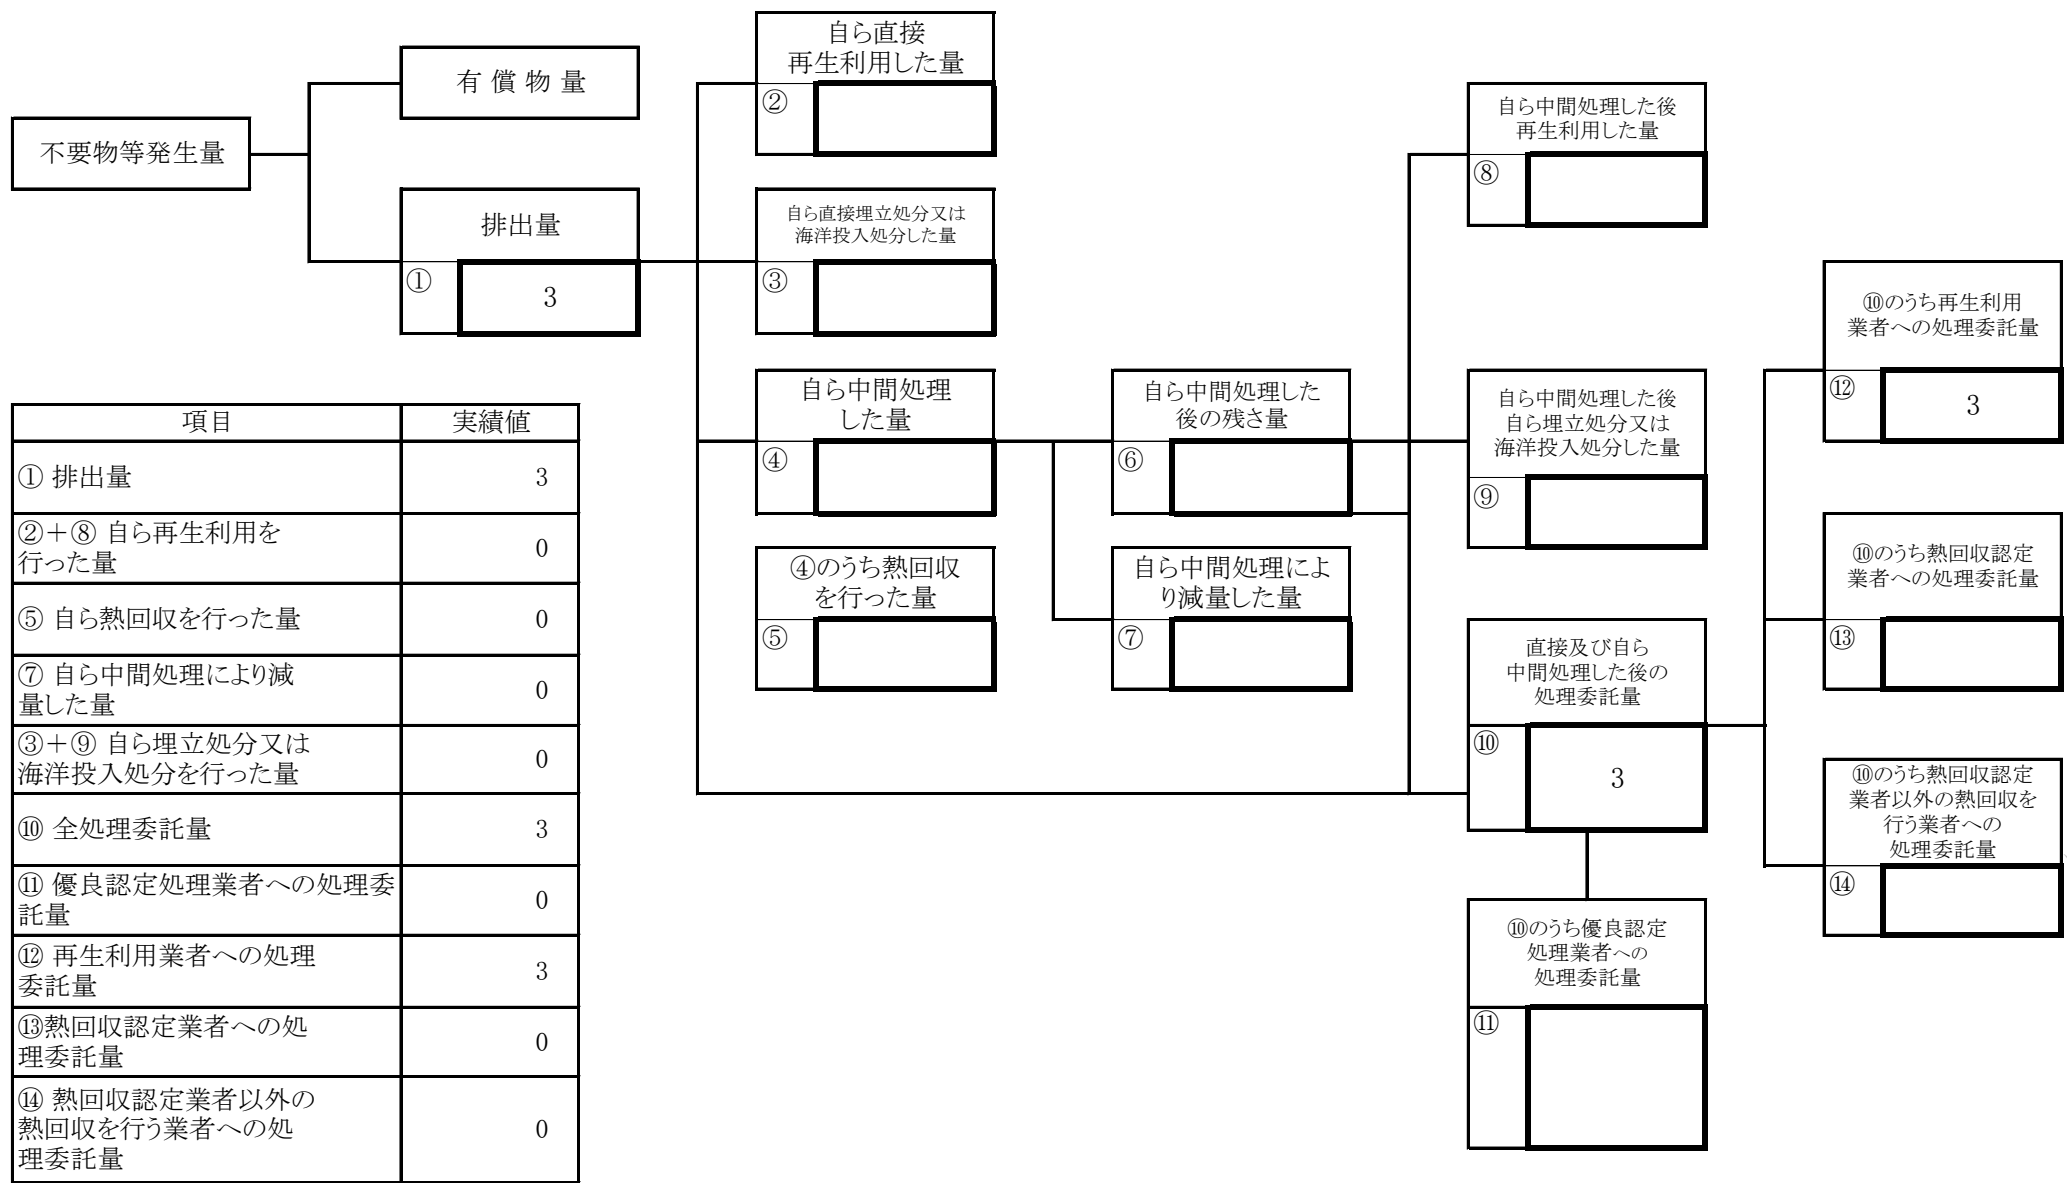 自ら直接
再生利用した量
②
有 償 物 量
不要物等発生量
排出量
①
3
自ら直接埋立処分又は
海洋投入処分した量
③
自ら中間処理した後
再生利用した量
⑧
⑩のうち再生利用
業者への処理委託量
⑫
3
自ら中間処理
した量
④
自ら中間処理した
後の残さ量
⑥
自ら中間処理した後
自ら埋立処分又は
海洋投入処分した量
⑨
④のうち熱回収
を行った量
⑤
自ら中間処理によ
り減量した量
⑦
⑩のうち熱回収認定
業者への処理委託量
⑬
直接及び自ら
中間処理した後の
処理委託量
⑩
3
⑩のうち熱回収認定
業者以外の熱回収を
行う業者への
処理委託量
⑭
⑩のうち優良認定
処理業者への
処理委託量
⑪
項目 実績値
① 排出量 3
②+⑧ 自ら再生利用を
行った量 0
⑤ 自ら熱回収を行った量 0
⑦ 自ら中間処理により減
量した量 0
③+⑨ 自ら埋立処分又は
海洋投入処分を行った量 0
⑩ 全処理委託量 3
⑪ 優良認定処理業者への処理委
託量 0
⑫ 再生利用業者への処理
委託量 3
⑬熱回収認定業者への処
理委託量 0
⑭ 熱回収認定業者以外の
熱回収を行う業者への処
理委託量 0